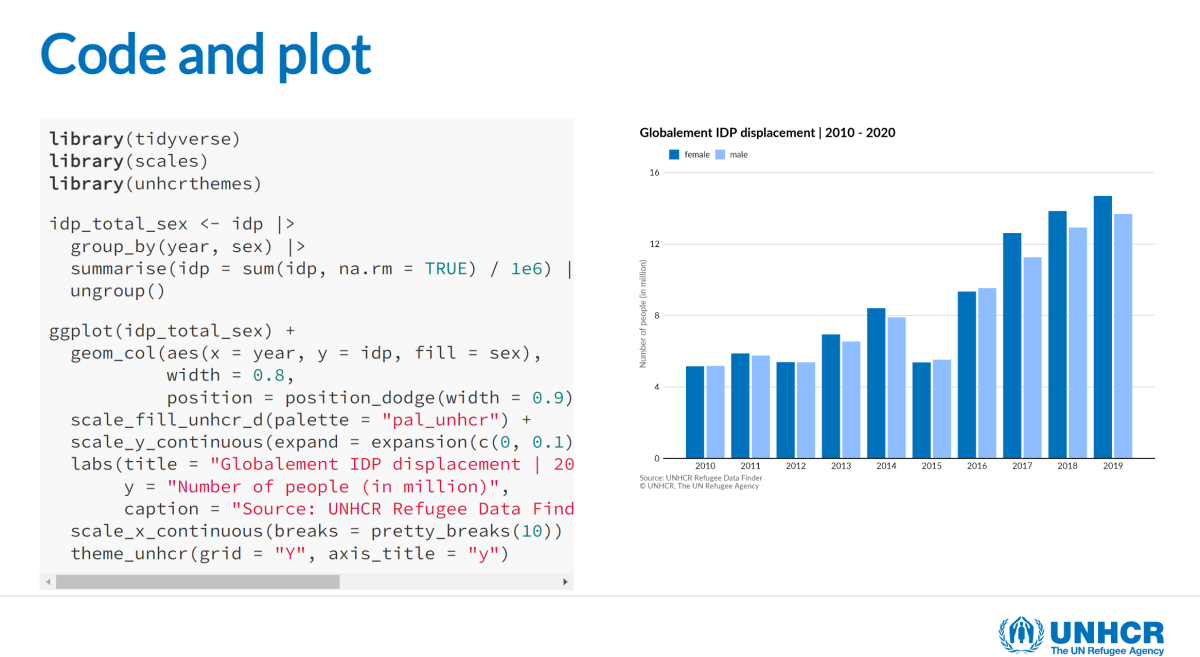 Code and plot
library(tidyverse)
library(scales)
library(unhcrthemes)
idp_total_sex <- idp |>
  group_by(year, sex) |>
  summarise(idp = sum(idp, na.rm = TRUE) / 1e6) |
  ungroup()
ggplot(idp_total_sex) +
  geom_col(aes(x = year, y = idp, fill = sex),
           width = 0.8,
           position = position_dodge(width = 0.9)
  scale_fill_unhcr_d(palette = "pal_unhcr") +
  scale_y_continuous(expand = expansion(c(0, 0.1)
  labs(title = "Globalement IDP displacement | 20
       y = "Number of people (in million)",
       caption = "Source: UNHCR Refugee Data Find
  scale_x_continuous(breaks = pretty_breaks(10))
  theme_unhcr(grid = "Y", axis_title = "y")
Globalement IDP displacement | 2010 - 2020
female male
Number of people (in million)
16
12
8
4
0
2010 2011 2012 2013 2014 2015 2016 2017 2018 2019
Source: UNHCR Refugee Data Finder
© UNHCR, The UN Refugee Agency
UNHCR
The UN Refugee Agency